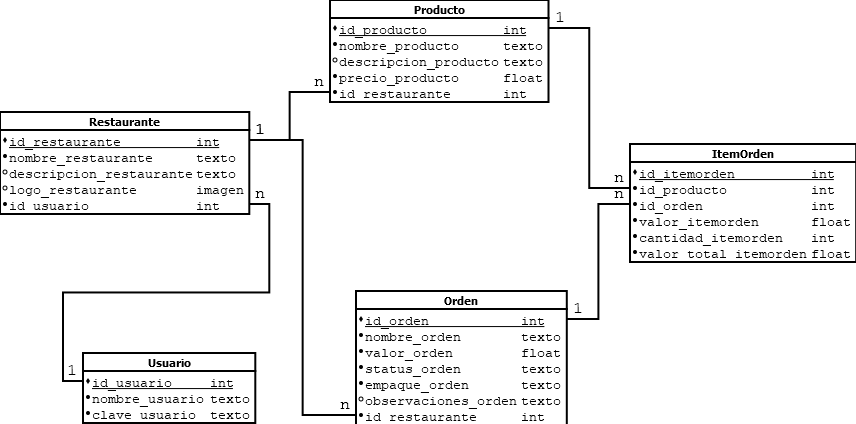 Producto
id_producto int
nombre_producto texto
descripcion_producto texto
precio_producto float
id_restaurante int
1
n
Restaurante
id_restaurante int
nombre_restaurante texto
descripcion_restaurante texto
logo_restaurante imagen
id_usuario int
1
n
ItemOrden
id_itemorden int
id_producto int
id_orden int
valor_itemorden float
cantidad_itemorden int
valor_total_itemorden float
n
n
Orden
id_orden int
nombre_orden texto
valor_orden float
status_orden texto
empaque_orden texto
observaciones_orden texto
id_restaurante int
1
n
Usuario
id_usuario int
nombre_usuario texto
clave_usuario texto
1